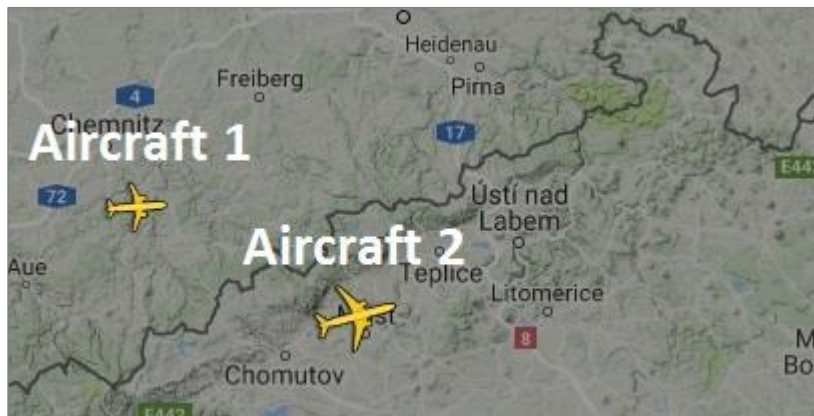 Heidenau
Freiberg
Pirna
4
Chemnitz
17
Aircraft 1
72
Ústí nad
Labem
Aircraft 2
Teplice
Aue
Litomerice
8
Chomutov
E442